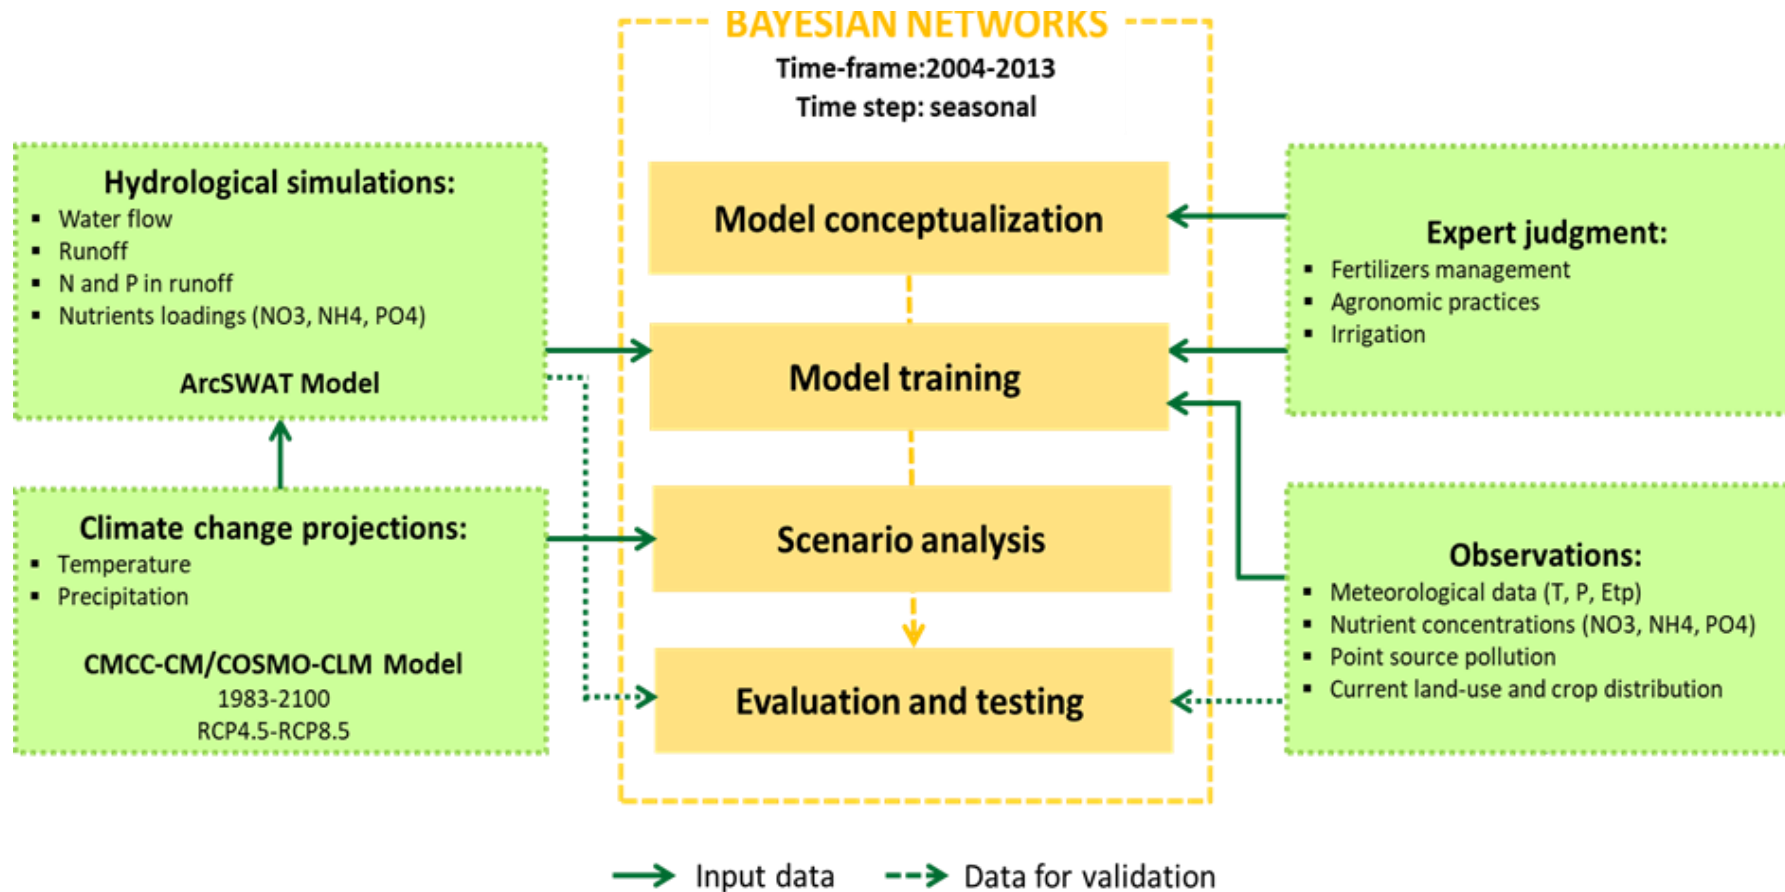 BAYESIAN NETWORKS
Time-frame:2004-2013
Time step: seasonal
Hydrological simulations:
▪ Water flow
▪ Runoff
▪ N and P in runoff
▪ Nutrients loadings (NO3, NH4, PO4)
ArcSWAT Model
Climate change projections:
▪ Temperature
▪ Precipitation
CMCC-CM/COSMO-CLM Model
1983-2100
RCP4.5-RCP8.5
Model conceptualization
Model training
Scenario analysis
Evaluation and testing
Expert judgment:
▪ Fertilizers management
▪ Agronomic practices
▪ Irrigation
Observations:
▪ Meteorological data (T, P, Etp)
▪ Nutrient concentrations (NO3, NH4, PO4)
▪ Point source pollution
▪ Current land-use and crop distribution
Input data
Data for validation